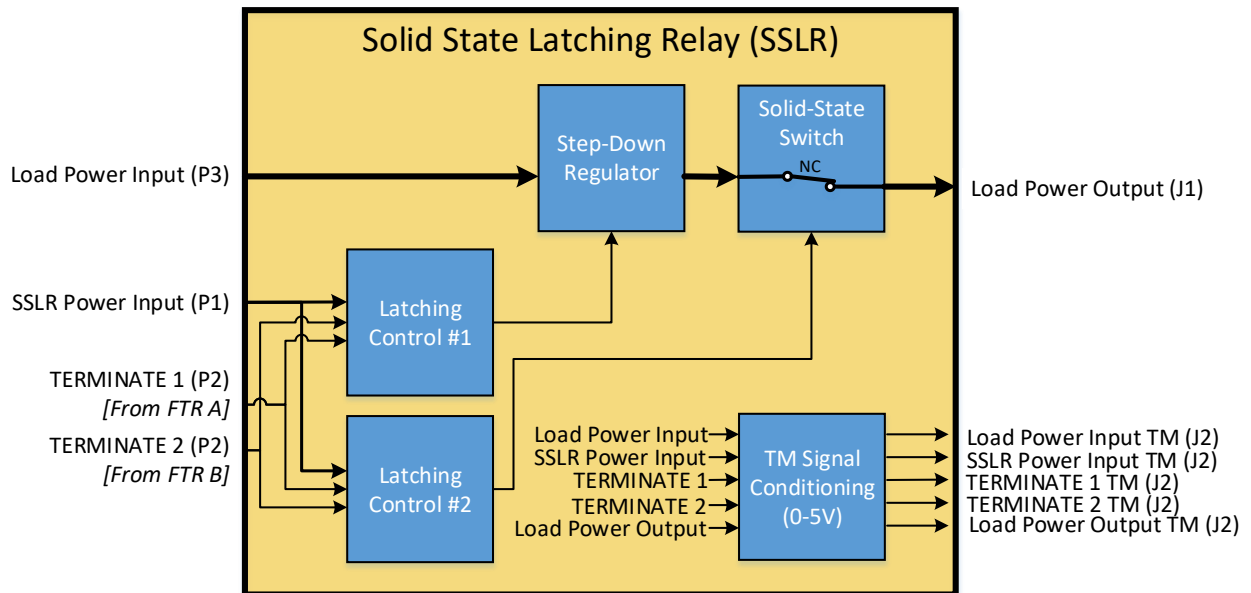 Solid State Latching Relay (SSLR)
Load Power Input (P3)
Step-Down
Regulator
Solid-State
Switch
NC
Load Power Output (J1)
SSLR Power Input (P1)
Latching
Control #1
TERMINATE 1 (P2)
[From FTR A]
TERMINATE 2 (P2)
[From FTR B]
Latching
Control #2
Load Power Input
SSLR Power Input
TERMINATE 1
TERMINATE 2
Load Power Output
TM Signal
Conditioning
(0-5V)
Load Power Input TM (J2)
SSLR Power Input TM (J2)
TERMINATE 1 TM (J2)
TERMINATE 2 TM (J2)
Load Power Output TM (J2)